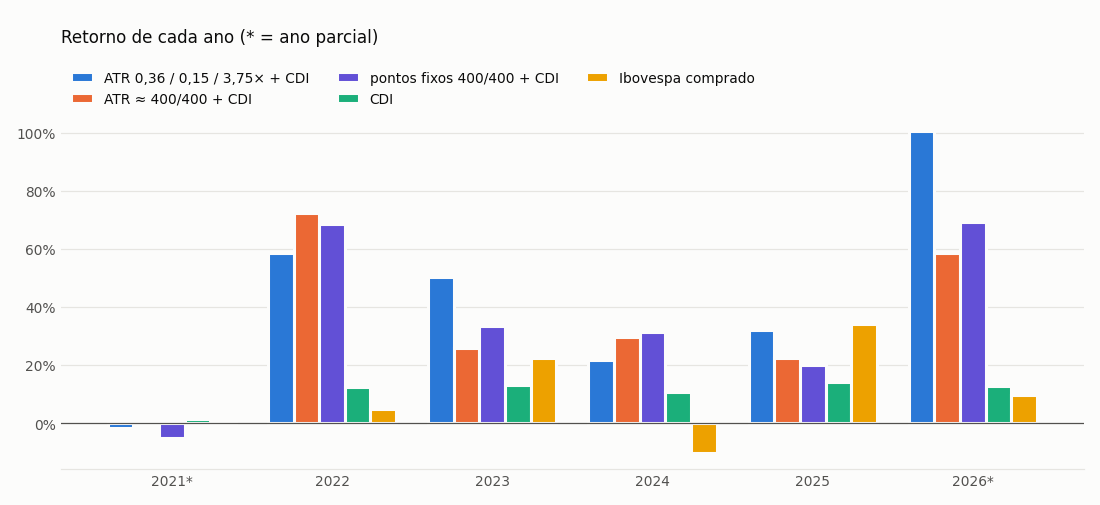 Retorno de cada ano (* = ano parcial)
ATR 0,36 / 0,15 / 3,75× + CDI
pontos fixos 400/400 + CDI
Ibovespa comprado
ATR ≈ 400/400 + CDI
CDI
100%
80%
60%
40%
20%
0%
2021* 2022 2023 2024 2025 2026*